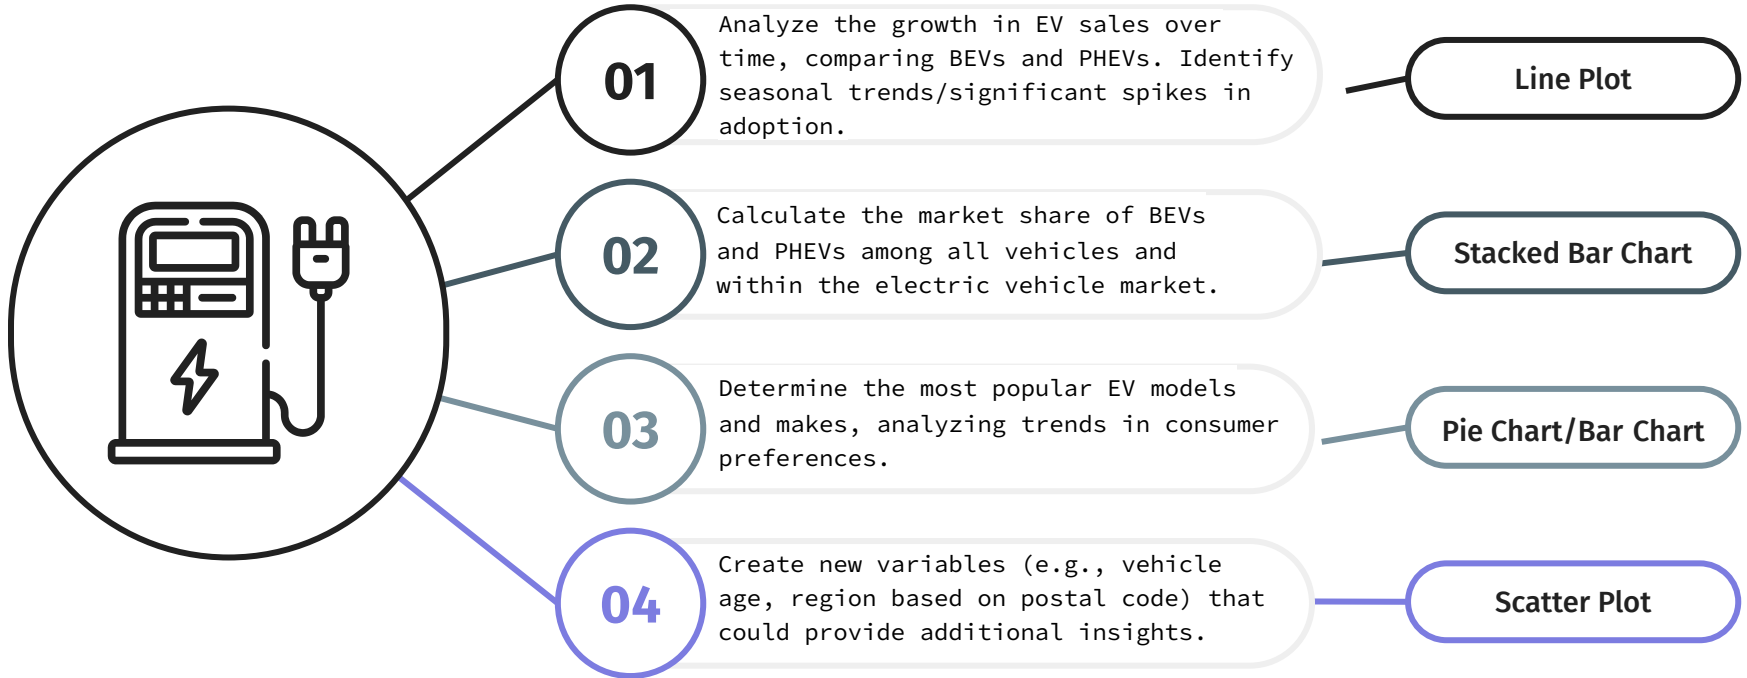 01
Analyze the growth in EV sales over
time, comparing BEVs and PHEVs. Identify
seasonal trends/significant spikes in
adoption.
Line Plot
02
Calculate the market share of BEVs
and PHEVs among all vehicles and
within the electric vehicle market.
Stacked Bar Chart
03
Determine the most popular EV models
and makes, analyzing trends in consumer
preferences.
Pie Chart/Bar Chart
04
Create new variables (e.g., vehicle
age, region based on postal code) that
could provide additional insights.
Scatter Plot